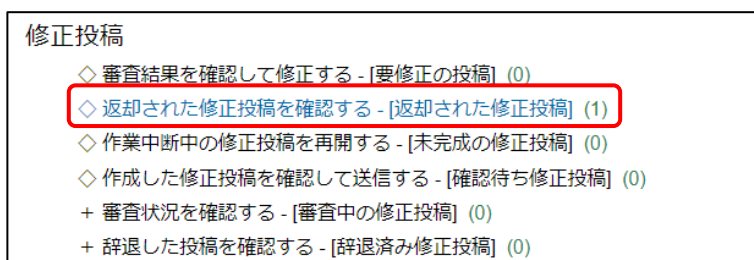 修正投稿
◇ 審査結果を確認して修正する - [要修正の投稿] (0)
◇ 返却された修正投稿を確認する - [返却された修正投稿] (1)
◇ 作業中断中の修正投稿を再開する - [未完成の修正投稿] (0)
◇ 作成した修正投稿を確認して送信する - [確認待ち修正投稿] (0)
+ 審査状況を確認する - [審査中の修正投稿] (0)
+ 辞退した投稿を確認する - [辞退済み修正投稿] (0)